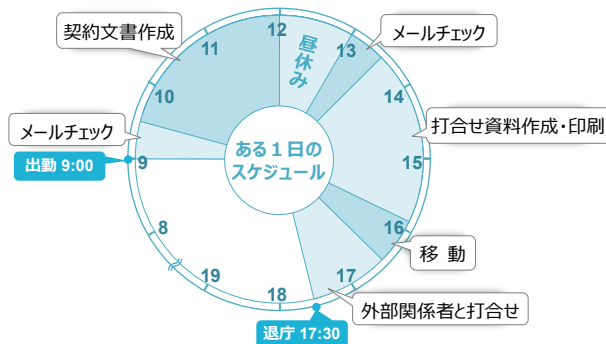 契約文書作成
メールチェック
出勤 9:00
8
9
10
11
12
13
14
15
16
17
18
19
昼休み
メールチェック
打合せ資料作成・印刷
移 動
外部関係者と打合せ
退庁 17:30
ある1日の
スケジュール